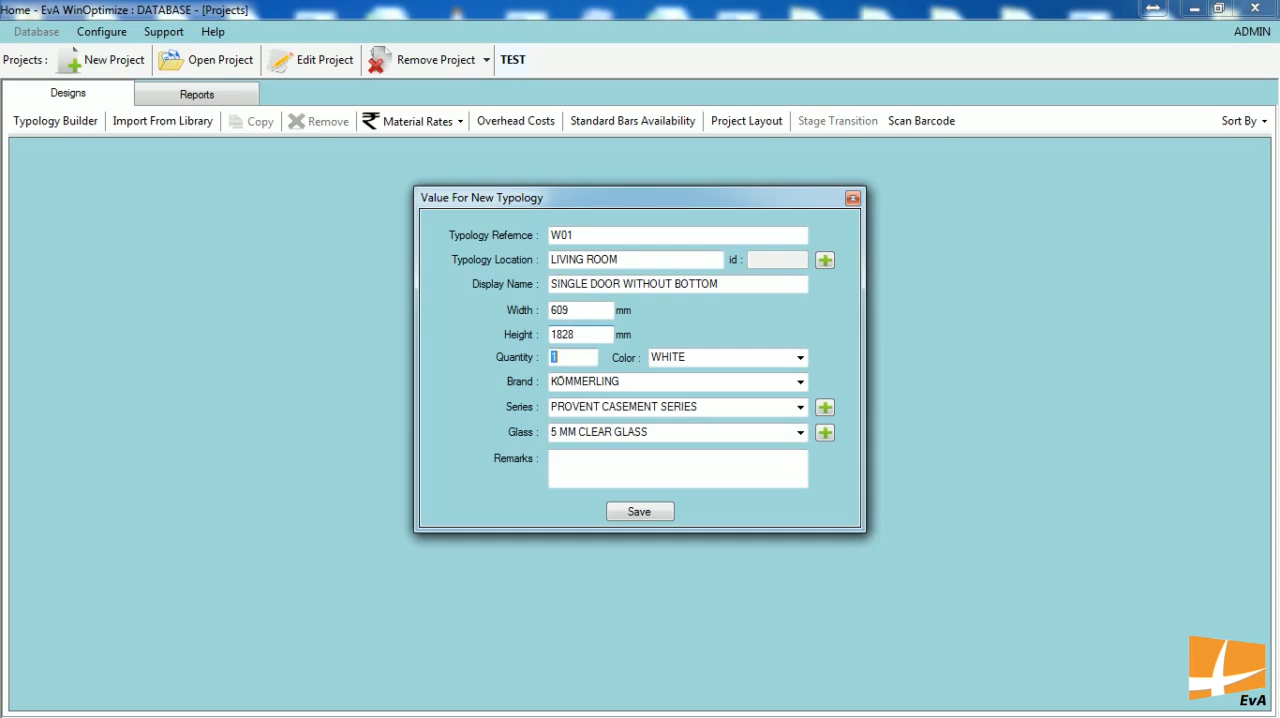 Home - EvA WinOptimize : DATABASE - [Projects]
Database Configure Support Help ADMIN
Projects : New Project Open Project Edit Project Remove Project TEST
Designs Reports
Typology Builder Import From Library Copy Remove Material Rates Overhead Costs Standard Bars Availability Project Layout Stage Transition Scan Barcode Sort By
Value For New Typology
Typology Refernce : W01
Typology Location : LIVING ROOM id :
Display Name : SINGLE DOOR WITHOUT BOTTOM
Width : 609 mm
Height : 1828 mm
Quantity : 1 Color : WHITE
Brand : KÖMMERLING
Series : PROVENT CASEMENT SERIES
Glass : 5 MM CLEAR GLASS
Remarks :
Save
EvA